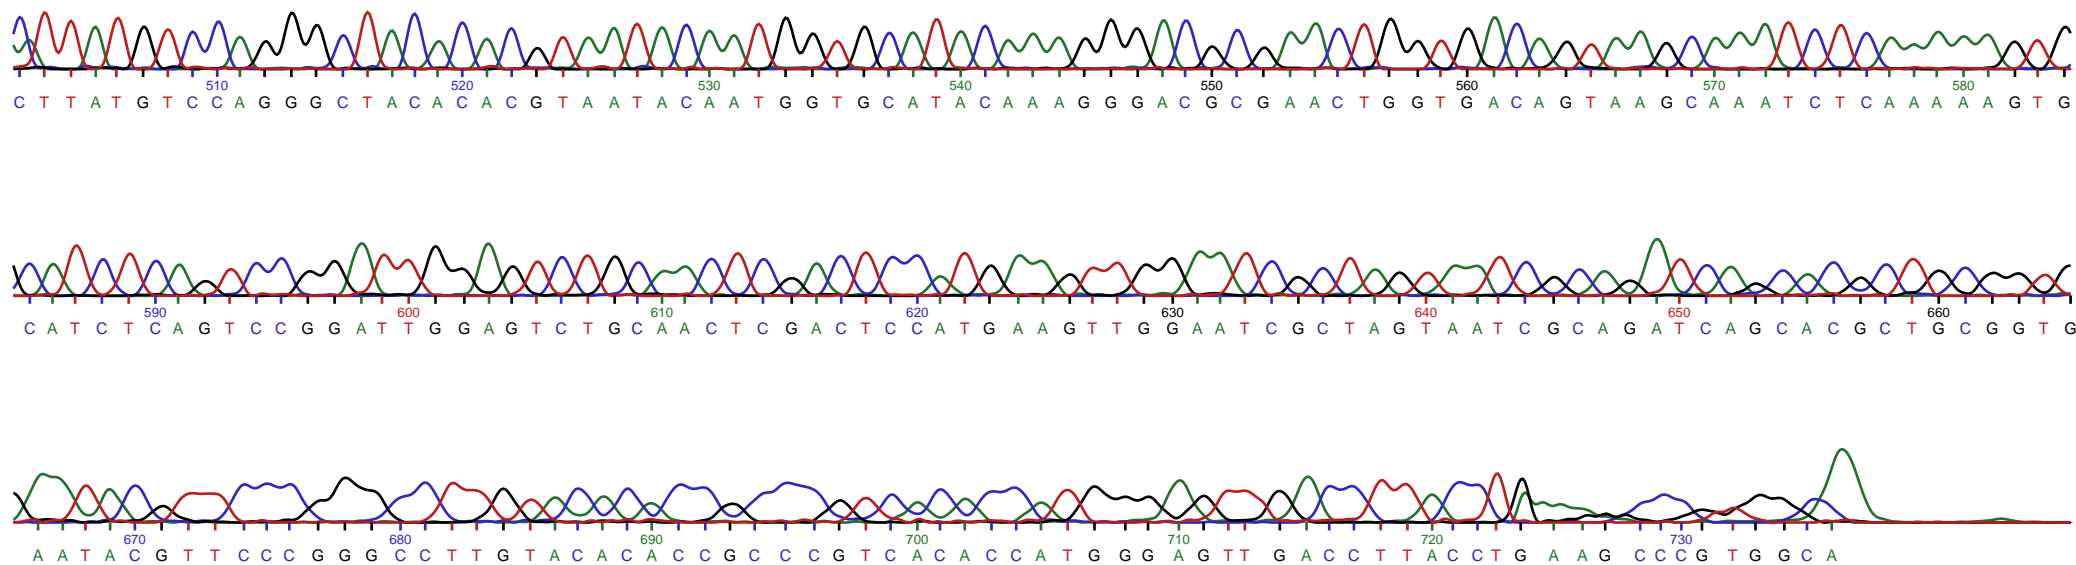 510 520 530 540 550 560 570 580
C T T A T G T C C A G G G C T A C A C A C G T A A T A C A A T G G T G C A T A C A A A G G G A C G C G A A C T G G T G A C A G T A A G C A A A T C T C A A A A A G T G
590 600 610 620 630 640 650 660
C A T C T C A G T C C G G A T T G G A G T C T G C A A C T C G A C T C C A T G A A G T T G G A A T C G C T A G T A A T C G C A G A T C A G C A C G C T G C G G T G
670 680 690 700 710 720 730
A A T A C G T T C C C G G G C C T T G T A C A C A C C G C C C G T C A C A C C A T G G G A G T T G A C C T T A C C T G A A G C C C G T G G C A